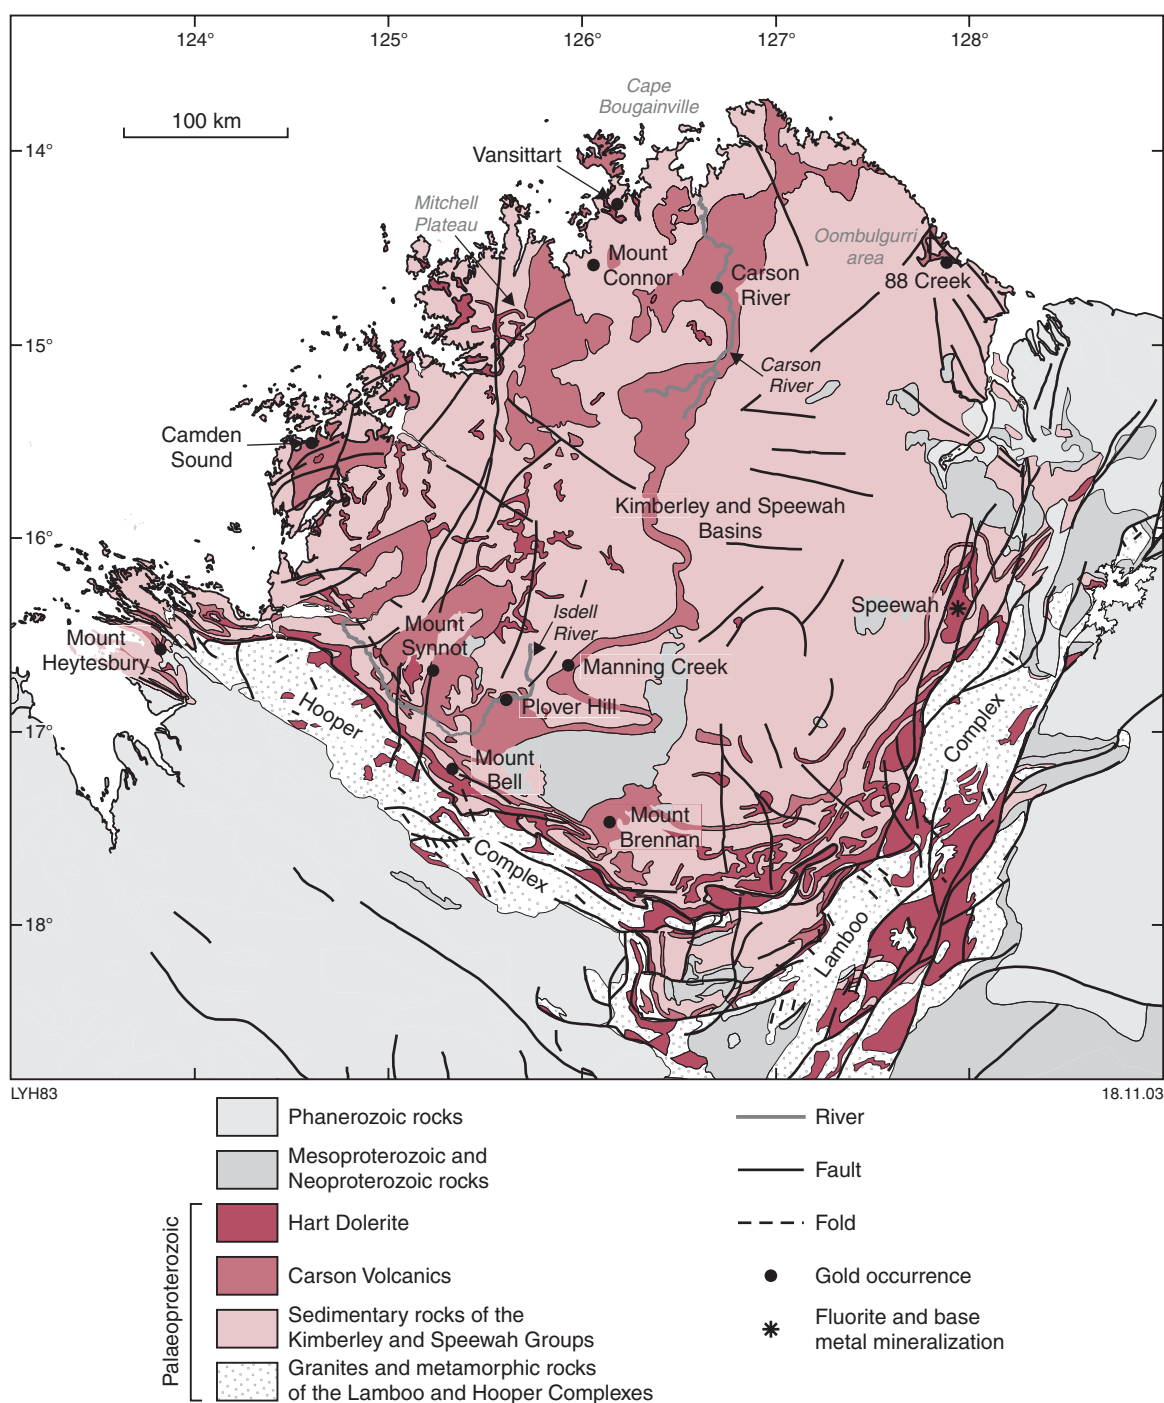 124°
125°
126°
127°
128°
Cape
Bougainville
100 km
14°
Vansittart
Mitchell
Plateau
Oombulgurri
area
Mount
Connor
Carson
River
88 Creek
15°
Carson
River
Camden
Sound
Kimberley and Speewah
Basins
16°
Isdell
River
Speewah
Mount
Synnot
Mount
Heytesbury
Manning Creek
Plover Hill
Hooper
Complex
17°
Mount
Bell
Mount
Brennan
Complex
Lamboo
18°
LYH83
18.11.03
Phanerozoic rocks
Mesoproterozoic and
Neoproterozoic rocks
Palaeoproterozoic
Hart Dolerite
Carson Volcanics
Sedimentary rocks of the
Kimberley and Speewah Groups
Granites and metamorphic rocks
of the Lamboo and Hooper Complexes
River
Fault
Fold
Gold occurrence
Fluorite and base
metal mineralization